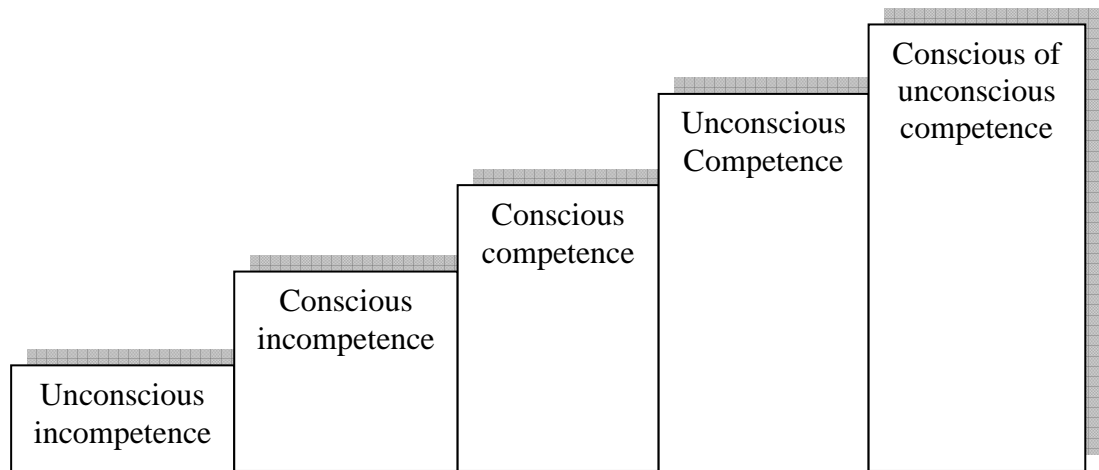 Unconscious
incompetence
Conscious
incompetence
Conscious
competence
Unconscious
Competence
Conscious of
unconscious
competence